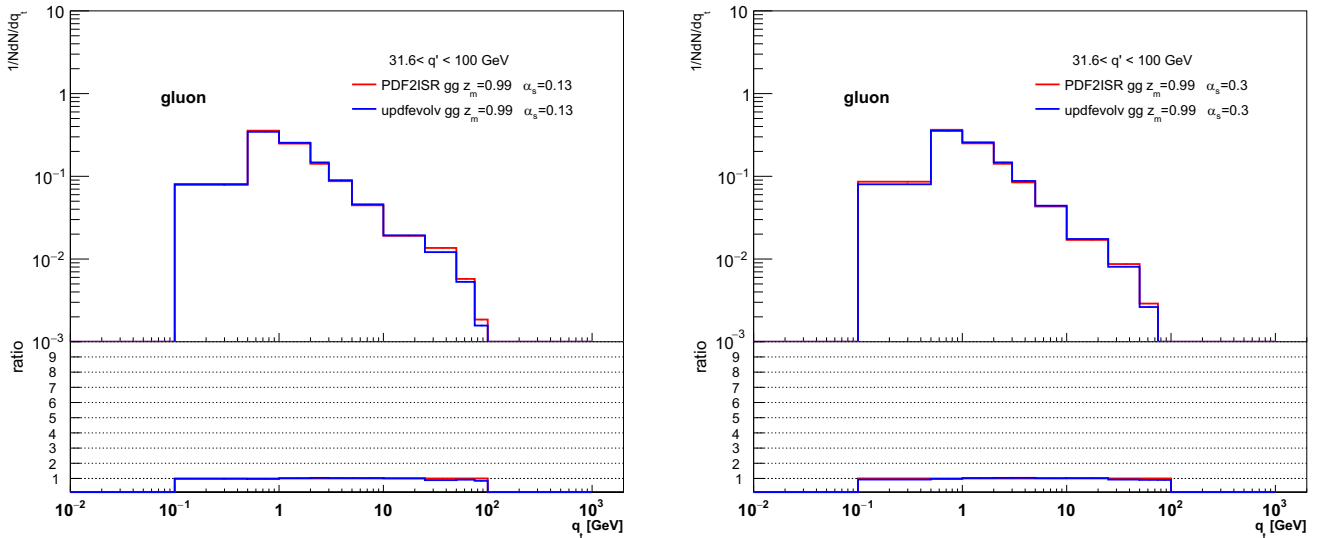 1/NdN/dq_t
10
1
10^-1
10^-2
10^-3
31.6< q' < 100 GeV
PDF2ISR gg z_m=0.99 α_s=0.13
updfevolv gg z_m=0.99 α_s=0.13
gluon
ratio
9
8
7
6
5
4
3
2
1
10^-2 10^-1 1 10 10^2 10^3
q_t [GeV]
1/NdN/dq_t
10
1
10^-1
10^-2
10^-3
31.6< q' < 100 GeV
PDF2ISR gg z_m=0.99 α_s=0.3
updfevolv gg z_m=0.99 α_s=0.3
gluon
ratio
9
8
7
6
5
4
3
2
1
10^-2 10^-1 1 10 10^2 10^3
q_t [GeV]